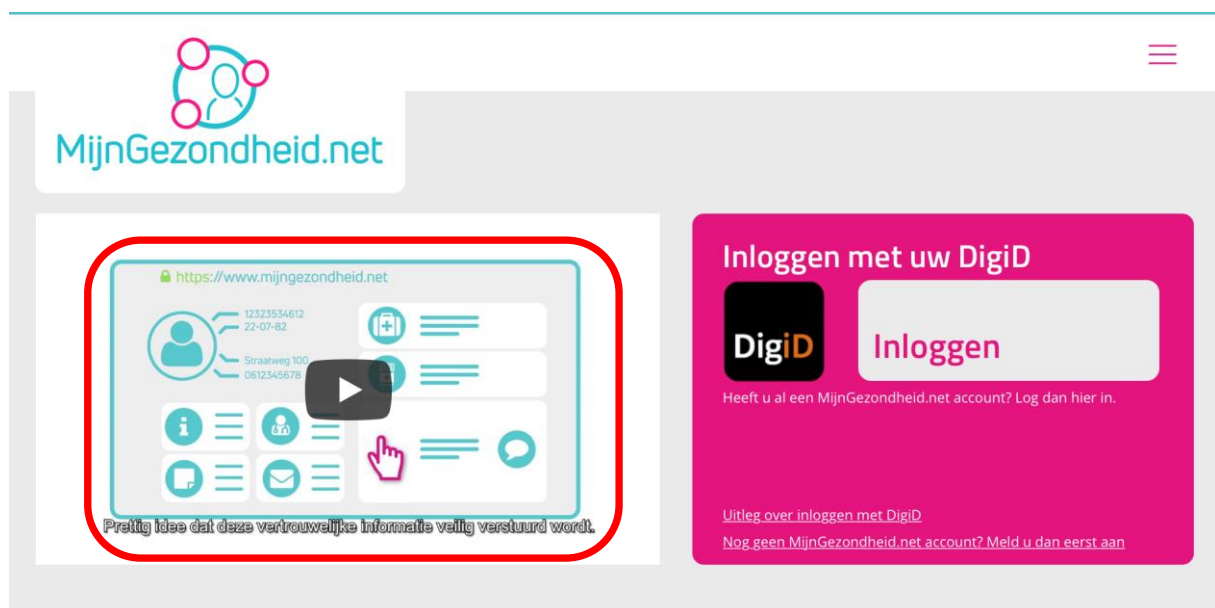 MijnGezondheid.net
https://www.mijngezondheid.net
12323534612
22-07-82
Straatweg 100
0612345678
Prettig idee dat deze vertrouwelijke informatie veilig verstuurd wordt.
Inloggen met uw DigiD
DigiD
Inloggen
Heeft u al een MijnGezondheid.net account? Log dan hier in.
Uitleg over inloggen met DigiD
Nog geen MijnGezondheid.net account? Meld u dan eerst aan